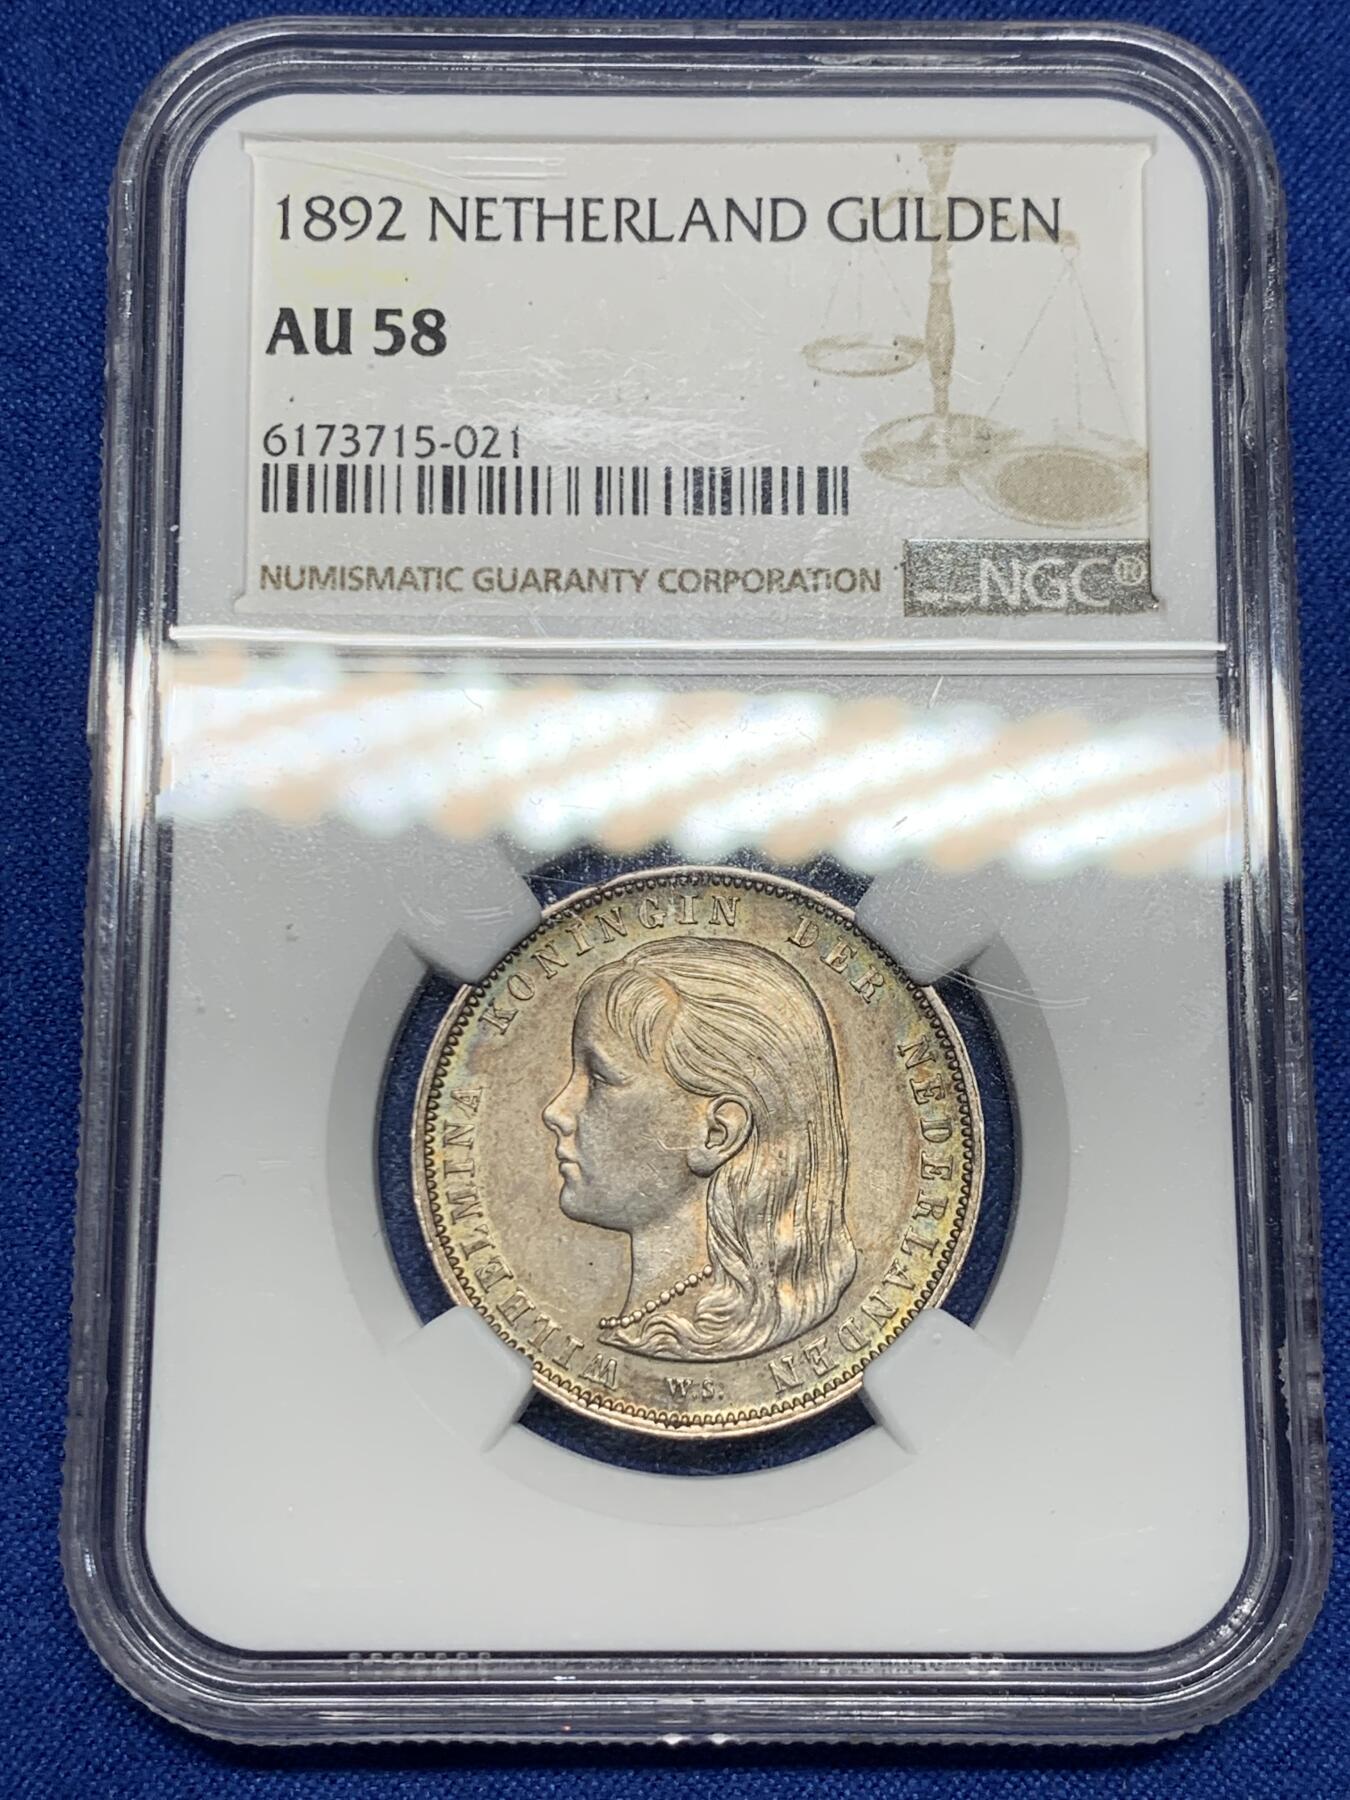 1892 NETHERLAND GULDEN
AU 58
6173715-021
NUMISMATIC GUARANTY CORPORATION
NGC®
WILHELMINA KONINGIN DER NEDERLANDEN
W.S.